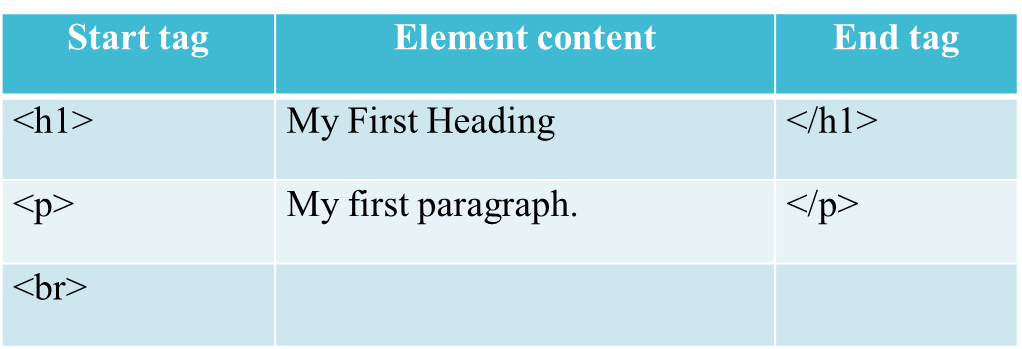 Start tag Element content End tag
<h1> My First Heading </h1>
<p> My first paragraph. </p>
<br>